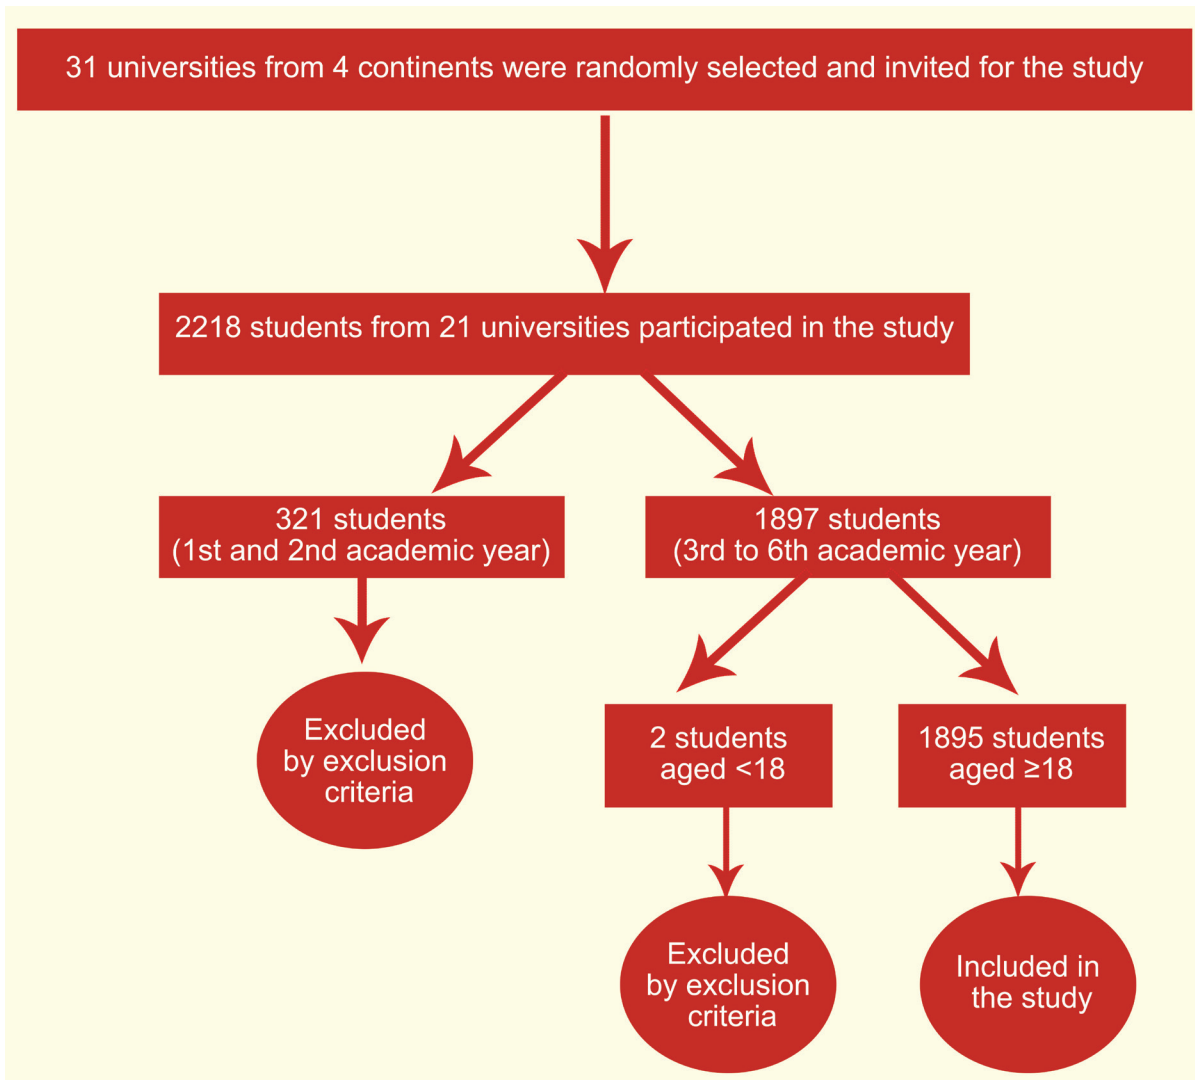 31 universities from 4 continents were randomly selected and invited for the study
2218 students from 21 universities participated in the study
321 students
(1st and 2nd academic year)
1897 students
(3rd to 6th academic year)
Excluded
by exclusion
criteria
2 students
aged <18
1895 students
aged ≥18
Excluded
by exclusion
criteria
Included in
the study